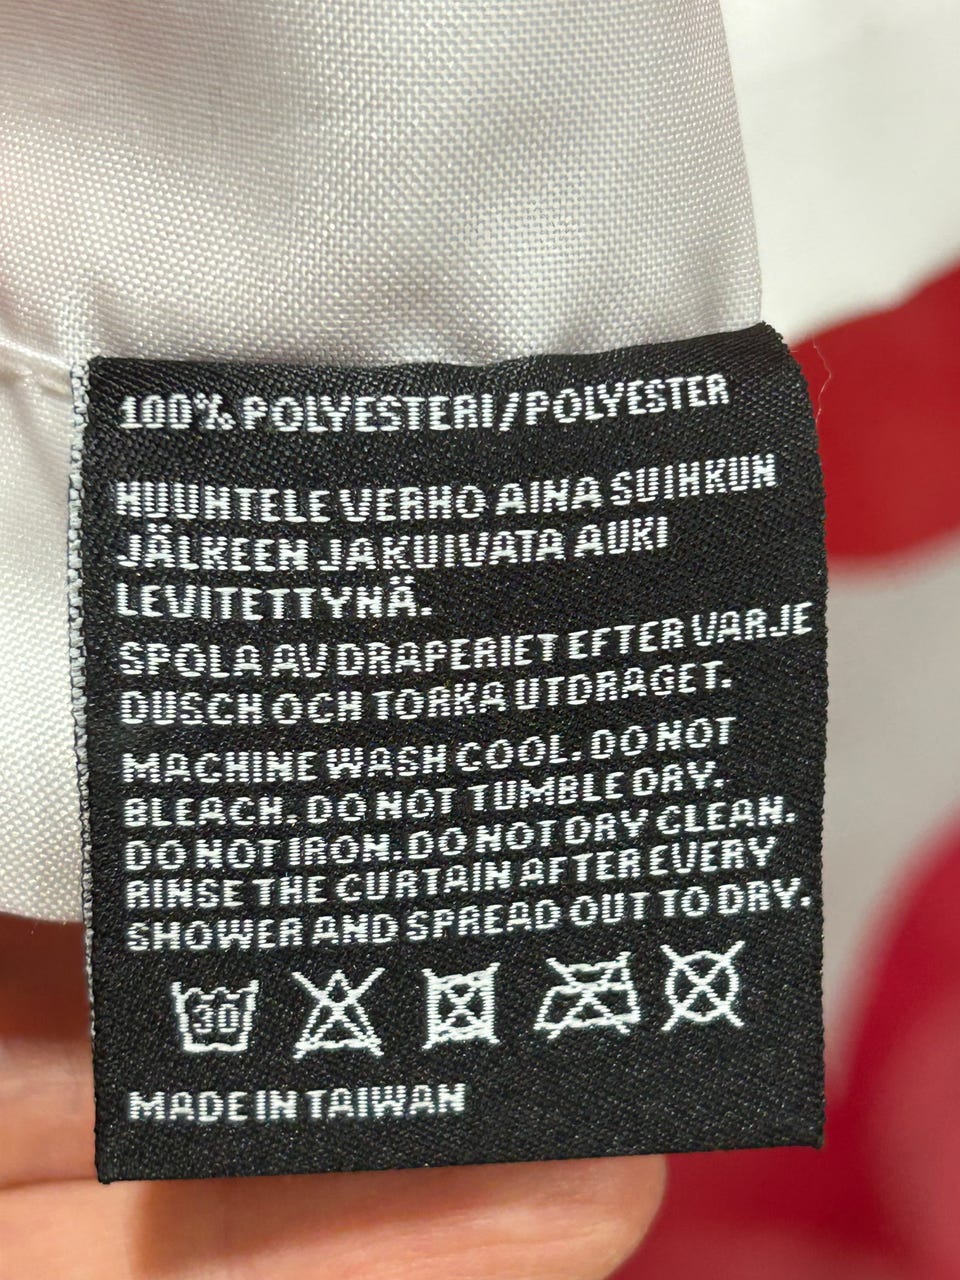 100% POLYESTERI/POLYESTER
HUUHTELE VERHO AINA SUIHKUN
JÄLKEEN JA KUIVATA AUKI
LEVITETTYNÄ.
SPOLA AV DRAPERIET EFTER VARJE
DUSCH OCH TORKA UTDRAGET.
MACHINE WASH COOL. DO NOT
BLEACH. DO NOT TUMBLE DRY.
DO NOT IRON. DO NOT DRY CLEAN.
RINSE THE CURTAIN AFTER EVERY
SHOWER AND SPREAD OUT TO DRY.
30
MADE IN TAIWAN